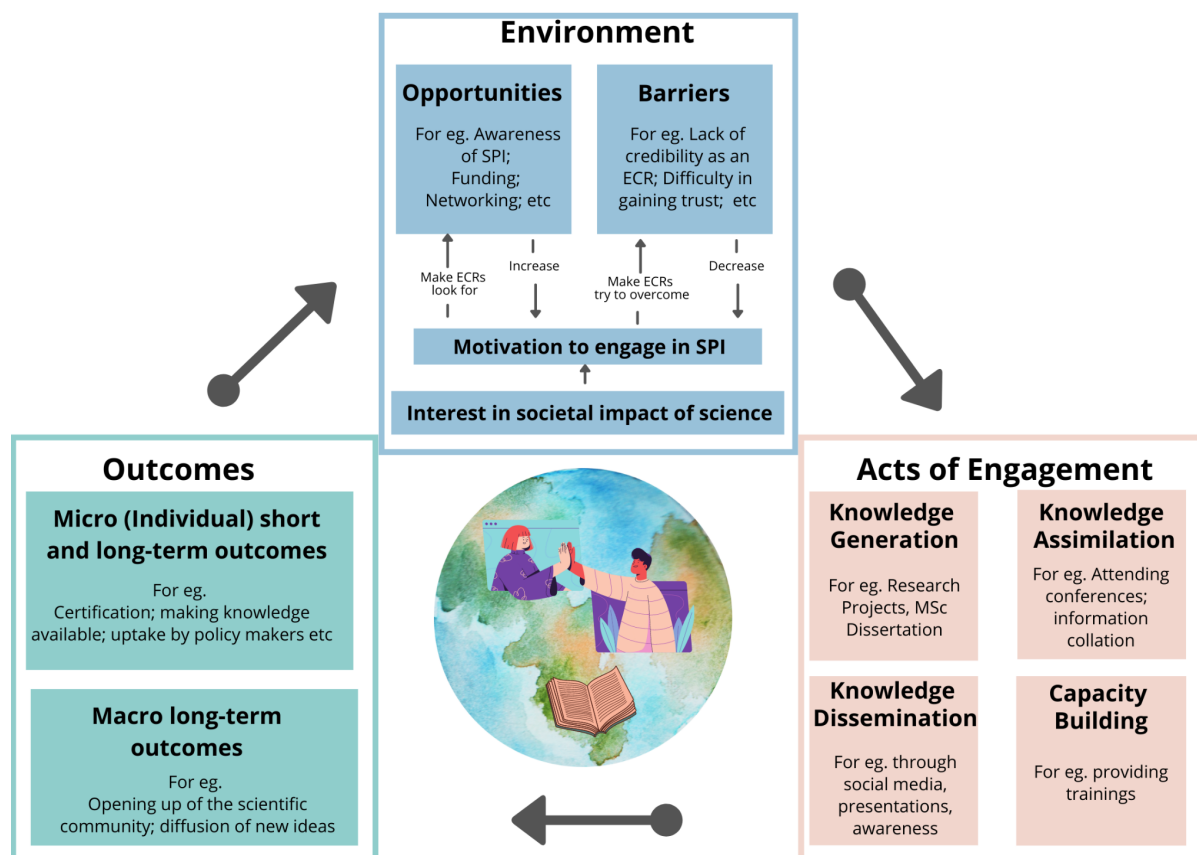 Environment
Opportunities
For eg. Awareness
of SPI;
Funding;
Networking; etc
Barriers
For eg. Lack of
credibility as an
ECR; Difficulty in
gaining trust;  etc
Make ECRs
look for
Increase
Make ECRs
try to overcome
Decrease
Motivation to engage in SPI
Interest in societal impact of science
Outcomes
Micro (Individual) short
and long-term outcomes
For eg.
Certification; making knowledge
available; uptake by policy makers etc
Macro long-term
outcomes
For eg.
Opening up of the scientific
community; diffusion of new ideas
Acts of Engagement
Knowledge
Generation
For eg. Research
Projects, MSc
Dissertation
Knowledge
Assimilation
For eg. Attending
conferences;
information
collation
Knowledge
Dissemination
For eg. through
social media,
presentations,
awareness
Capacity
Building
For eg. providing
trainings